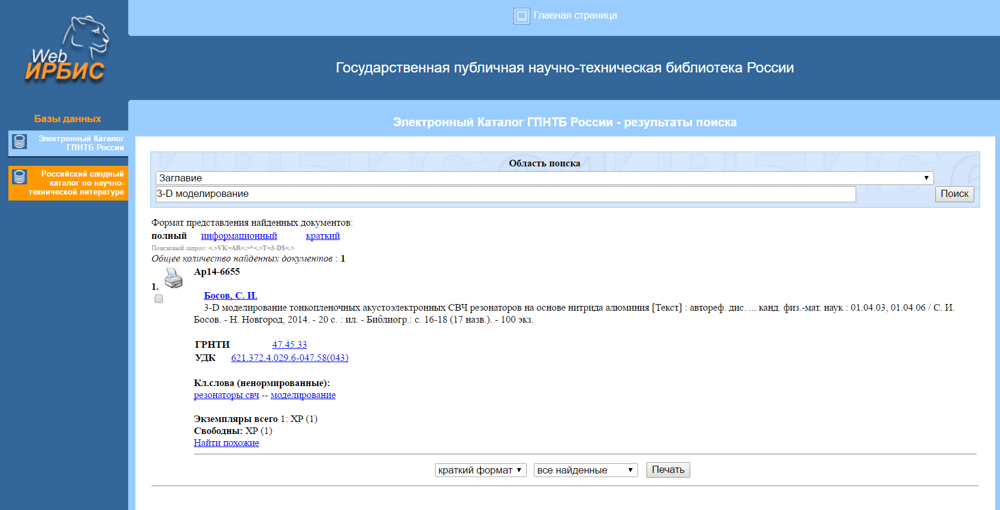 Главная страница
Web
ИРБИС
Государственная публичная научно-техническая библиотека России
Базы данных
Электронный Каталог
ГПНТБ России
Российский сводный
каталог по научно-
технической литературе
Электронный Каталог ГПНТБ России - результаты поиска
Область поиска
Заглавие
3-D моделирование
Поиск
Формат представления найденных документов:
полный информационный краткий
Поисковый запрос: <.>VK=AR<.>*<.>T=3-D$<.>
Общее количество найденных документов : 1
1.
Ар14-6655
Босов, С. И.
3-D моделирование тонкопленочных акустоэлектронных СВЧ резонаторов на основе нитрида алюминия [Текст] : автореф. дис. ... канд. физ.-мат. наук : 01.04.03, 01.04.06 / С. И.
Босов. - Н. Новгород, 2014. - 20 с. : ил. - Библиогр.: с. 16-18 (17 назв.). - 100 экз.
ГРНТИ 47.45.33
УДК 621.372.4.029.6-047.58(043)
Кл.слова (ненормированные):
резонаторы свч -- моделирование
Экземпляры всего 1: ХР (1)
Свободны: ХР (1)
Найти похожие
краткий формат все найденные Печать